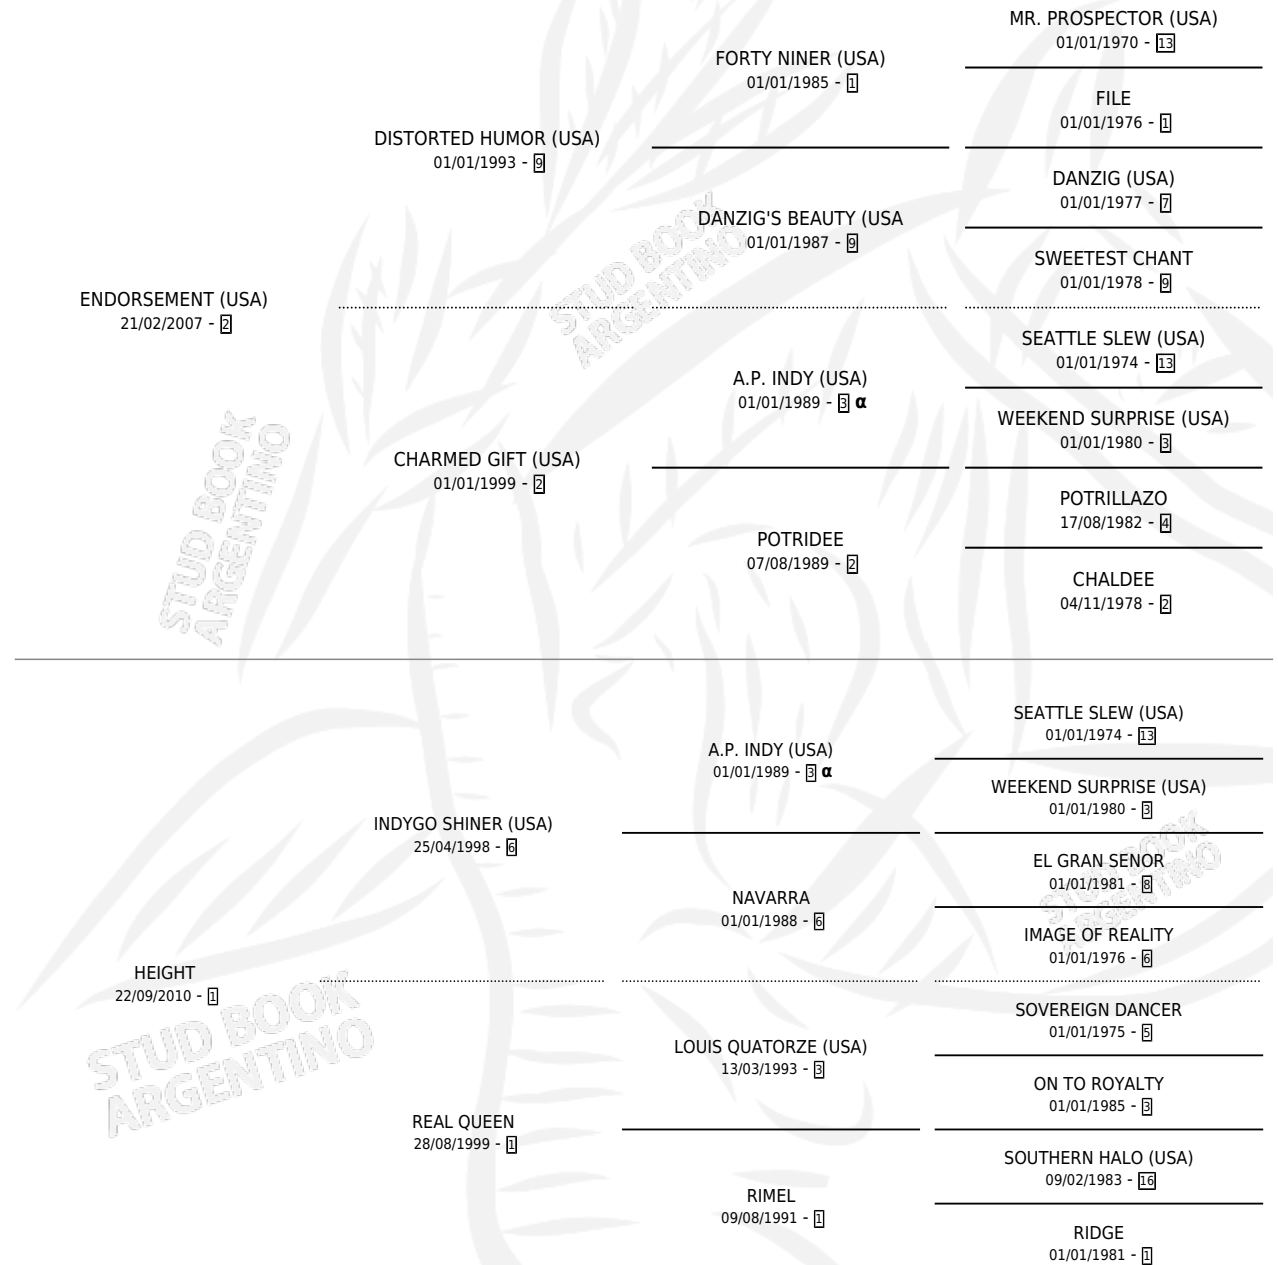 MR. PROSPECTOR (USA)
01/01/1970 - 13
FORTY NINER (USA)
01/01/1985 - 1
FILE
01/01/1976 - 1
DISTORTED HUMOR (USA)
01/01/1993 - 9
DANZIG (USA)
01/01/1977 - 7
DANZIG'S BEAUTY (USA
01/01/1987 - 9
SWEETEST CHANT
01/01/1978 - 9
ENDORSEMENT (USA)
21/02/2007 - 2
SEATTLE SLEW (USA)
01/01/1974 - 13
A.P. INDY (USA)
01/01/1989 - 3 α
WEEKEND SURPRISE (USA)
01/01/1980 - 3
CHARMED GIFT (USA)
01/01/1999 - 2
POTRILLAZO
17/08/1982 - 4
POTRIDEE
07/08/1989 - 2
CHALDEE
04/11/1978 - 2
SEATTLE SLEW (USA)
01/01/1974 - 13
A.P. INDY (USA)
01/01/1989 - 3 α
WEEKEND SURPRISE (USA)
01/01/1980 - 3
INDYGO SHINER (USA)
25/04/1998 - 6
EL GRAN SENOR
01/01/1981 - 8
NAVARRA
01/01/1988 - 6
IMAGE OF REALITY
01/01/1976 - 6
HEIGHT
22/09/2010 - 1
SOVEREIGN DANCER
01/01/1975 - 5
LOUIS QUATORZE (USA)
13/03/1993 - 3
ON TO ROYALTY
01/01/1985 - 3
REAL QUEEN
28/08/1999 - 1
SOUTHERN HALO (USA)
09/02/1983 - 16
RIMEL
09/08/1991 - 1
RIDGE
01/01/1981 - 1
STUD BOOK
ARGENTINO
STUD BOOK
ARGENTINO
STUD BOOK
ARGENTINO
STUD BOOK
ARGENTINO